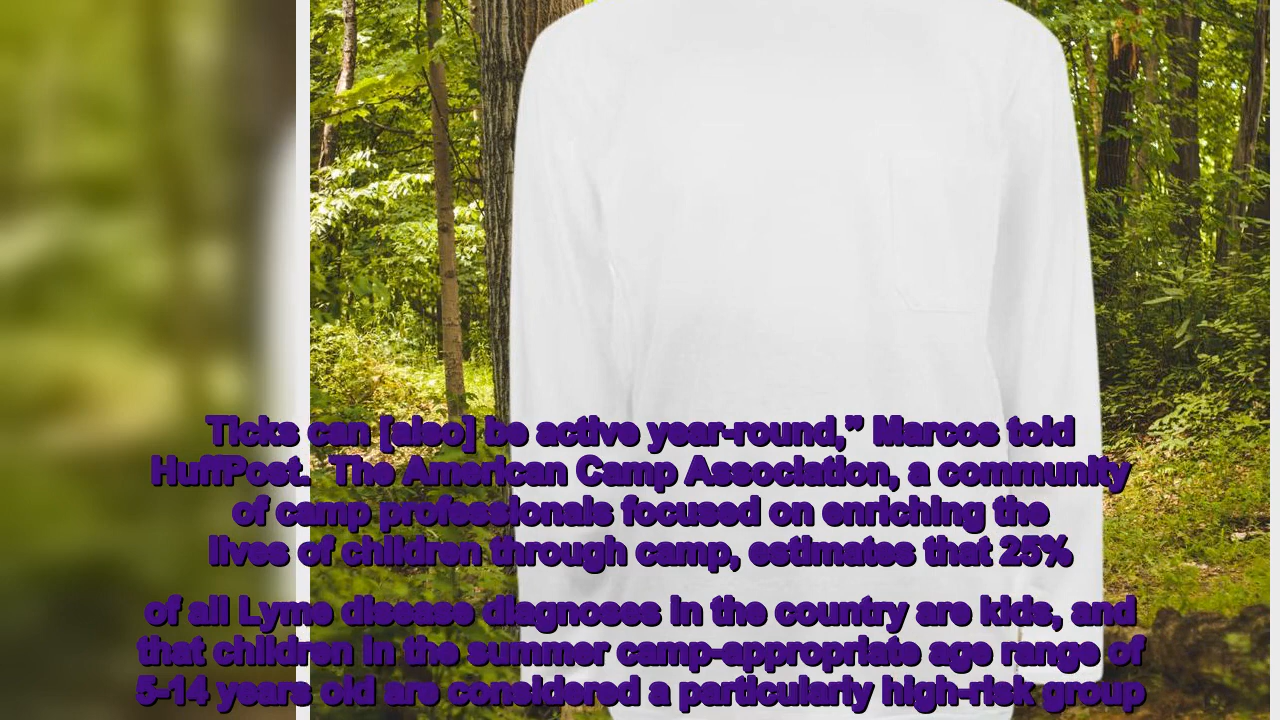 Ticks can [also] be active year-round,” Marcos told
HuffPost.  The American Camp Association, a community
of camp professionals focused on enriching the
lives of children through camp, estimates that 25%
of all Lyme disease diagnoses in the country are kids, and
that children in the summer camp-appropriate age range of
5-14 years old are considered a particularly high-risk group